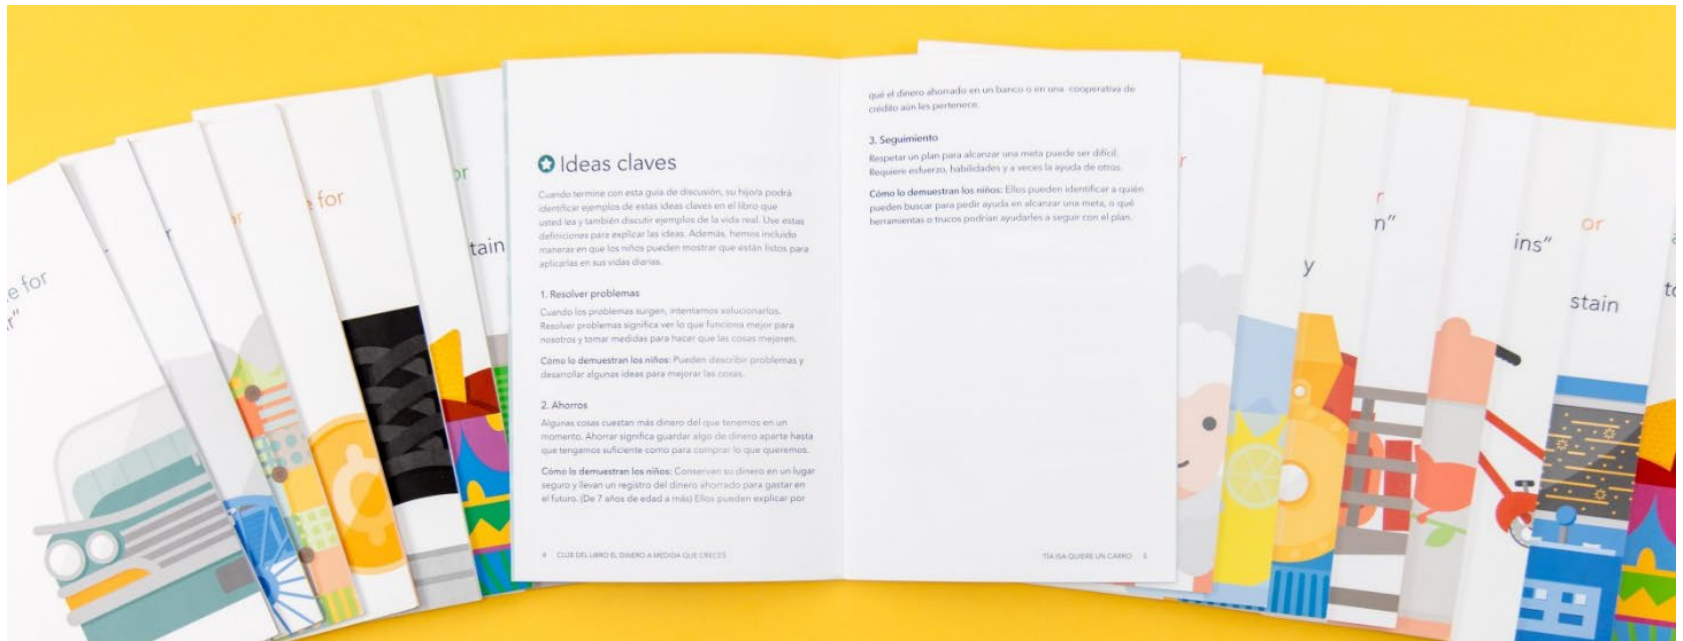 e for
r"
r
or
e for
or
tain
Ideas claves
Cuando termine con esta guía de discusión, su hijo/a podrá
identificar ejemplos de estas ideas claves en el libro que
usted lea y también discutir ejemplos de la vida real. Use estas
definiciones para explicar las ideas. Además, hemos incluido
maneras en que los niños pueden mostrar que están listos para
aplicarlas en sus vidas diarias.
1. Resolver problemas
Cuando los problemas surgen, intentamos solucionarlos.
Resolver problemas significa ver lo que funciona mejor para
nosotros y tomar medidas para hacer que las cosas mejoren.
Cómo lo demuestran los niños: Pueden describir problemas y
desarrollar algunas ideas para mejorar las cosas.
2. Ahorros
Algunas cosas cuestan más dinero del que tenemos en un
momento. Ahorrar significa guardar algo de dinero aparte hasta
que tengamos suficiente como para comprar lo que queremos.
Cómo lo demuestran los niños: Conservan su dinero en un lugar
seguro y llevan un registro del dinero ahorrado para gastar en
el futuro. (De 7 años de edad a más) Ellos pueden explicar por
4 CLUB DEL LIBRO EL DINERO A MEDIDA QUE CRECES
qué el dinero ahorrado en un banco o en una cooperativa de
crédito aún les pertenece.
3. Seguimiento
Respetar un plan para alcanzar una meta puede ser difícil.
Requiere esfuerzo, habilidades y a veces la ayuda de otros.
Cómo lo demuestran los niños: Ellos pueden identificar a quién
pueden buscar para pedir ayuda en alcanzar una meta, o qué
herramientas o trucos podrían ayudarles a seguir con el plan.
TÍA ISA QUIERE UN CARRO 5
r
y
r
n"
ins"
or
stain
to